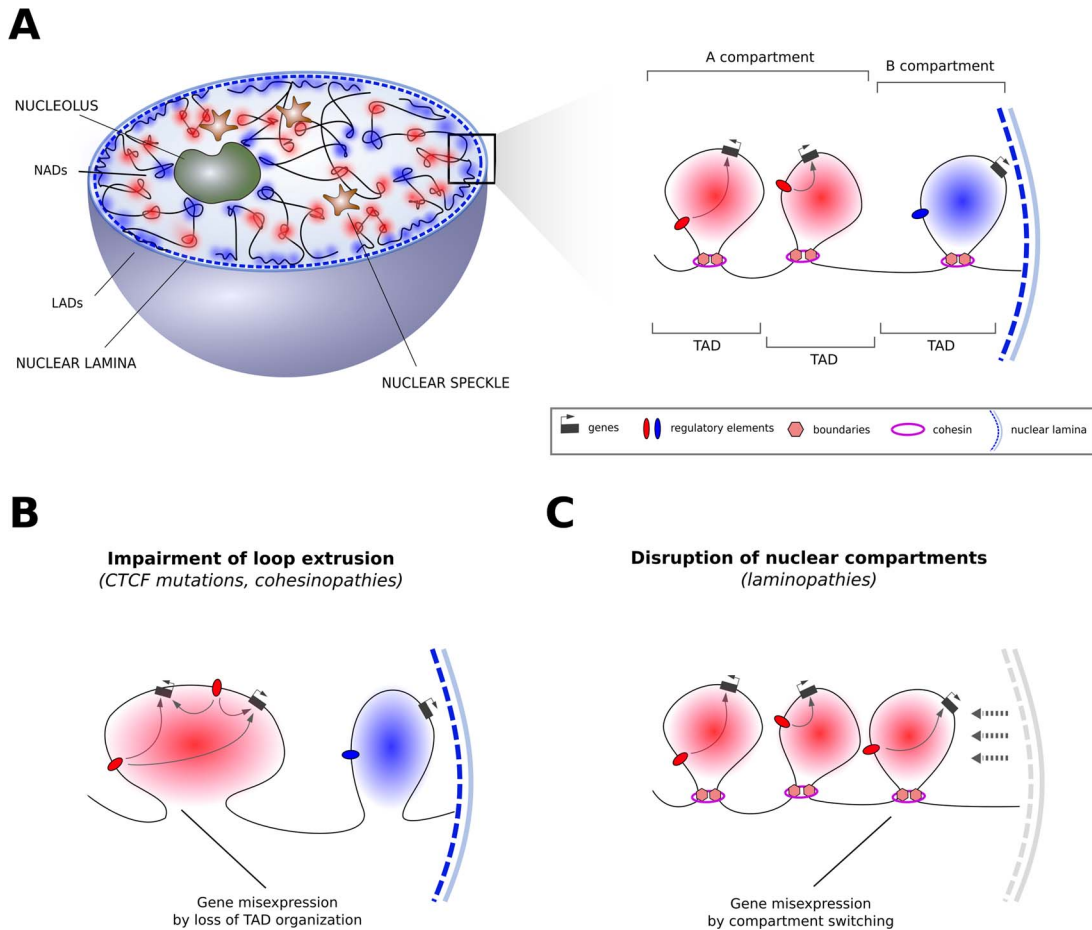 A
NUCLEOLUS
NADs
LADs
NUCLEAR LAMINA
NUCLEAR SPECKLE
A compartment
B compartment
TAD
TAD
TAD
genes
regulatory elements
boundaries
cohesin
nuclear lamina
B
Impairment of loop extrusion
(CTCF mutations, cohesinopathies)
Gene misexpression
by loss of TAD organization
C
Disruption of nuclear compartments
(laminopathies)
Gene misexpression
by compartment switching